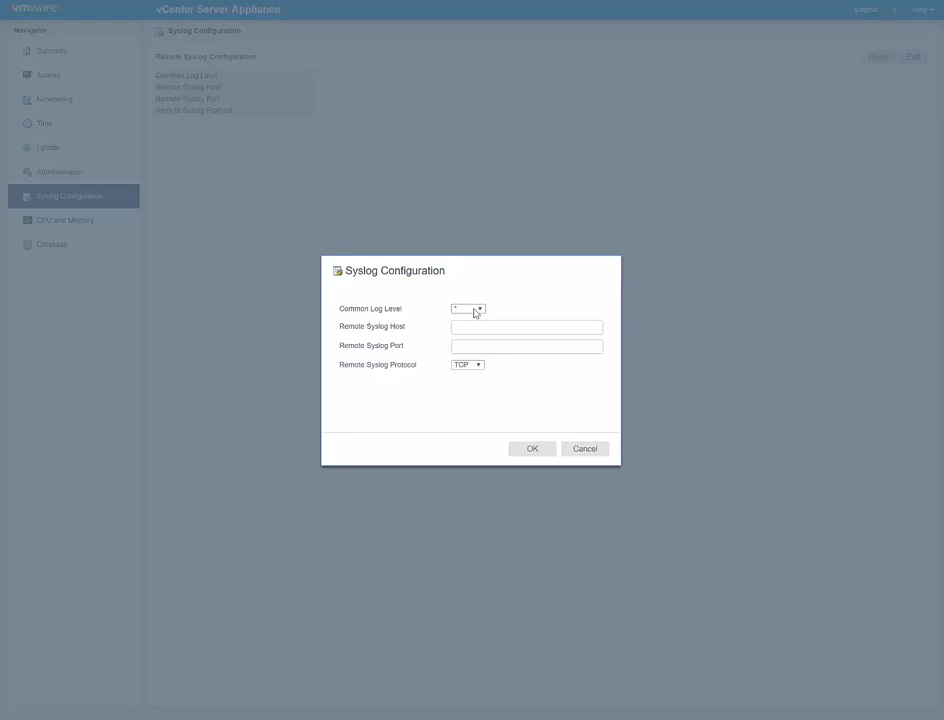 vmware
vCenter Server Appliance
Logout
Help
Navigator
Syslog Configuration
Summary
Remote Syslog Configuration
Reset
Edit
Access
Common Log Level
Remote Syslog Host
Networking
Remote Syslog Port
Remote Syslog Protocol
Time
Update
Administration
Syslog Configuration
CPU and Memory
Database
Syslog Configuration
Common Log Level *
Remote Syslog Host
Remote Syslog Port
Remote Syslog Protocol TCP
OK Cancel